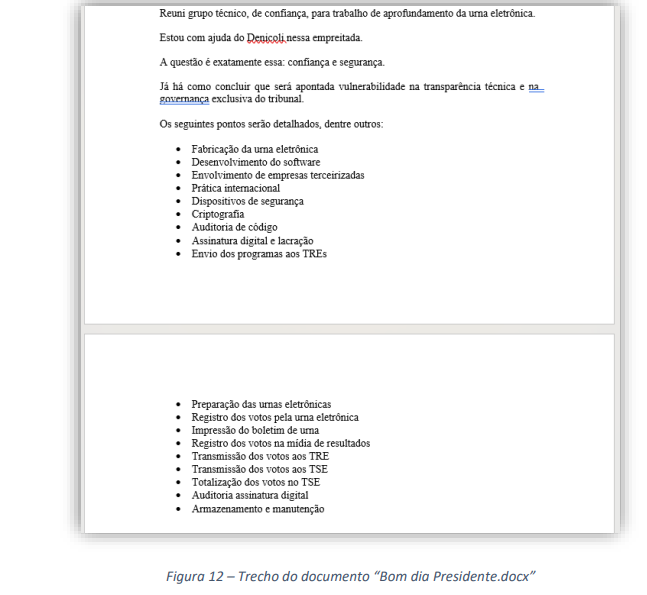 Reuni grupo técnico, de confiança, para trabalho de aprofundamento da urna eletrônica.
Estou com ajuda do Denicoli nessa empreitada.
A questão é exatamente essa: confiança e segurança.
Já há como concluir que será apontada vulnerabilidade na transparência técnica e na
governança exclusiva do tribunal.
Os seguintes pontos serão detalhados, dentre outros:
• Fabricação da urna eletrônica
• Desenvolvimento do software
• Envolvimento de empresas terceirizadas
• Prática internacional
• Dispositivos de segurança
• Criptografia
• Auditoria de código
• Assinatura digital e lacração
• Envio dos programas aos TREs
• Preparação das urnas eletrônicas
• Registro dos votos pela urna eletrônica
• Impressão do boletim de urna
• Registro dos votos na mídia de resultados
• Transmissão dos votos aos TRE
• Transmissão dos votos aos TSE
• Totalização dos votos no TSE
• Auditoria assinatura digital
• Armazenamento e manutenção
Figura 12 – Trecho do documento “Bom dia Presidente.docx”